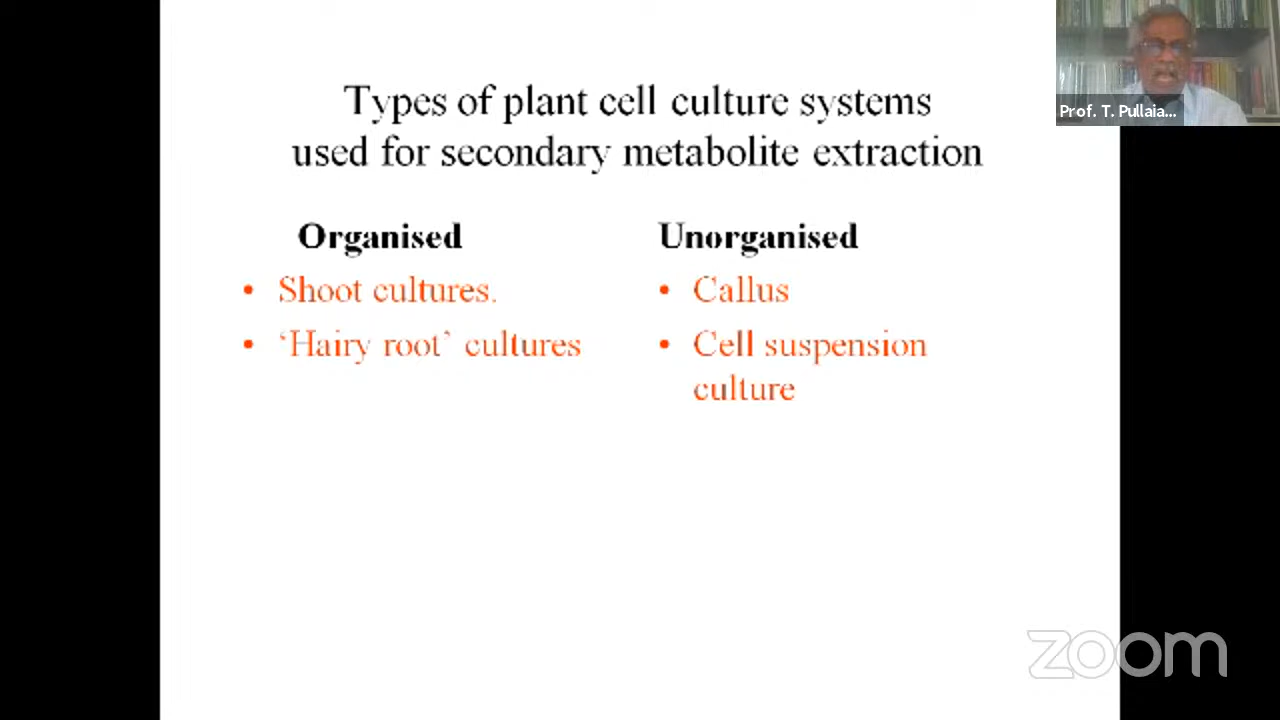 Types of plant cell culture systems
used for secondary metabolite extraction
Prof. T. Pullaia...
Organised
• Shoot cultures.
• ‘Hairy root’ cultures
Unorganised
• Callus
• Cell suspension
culture
zoom